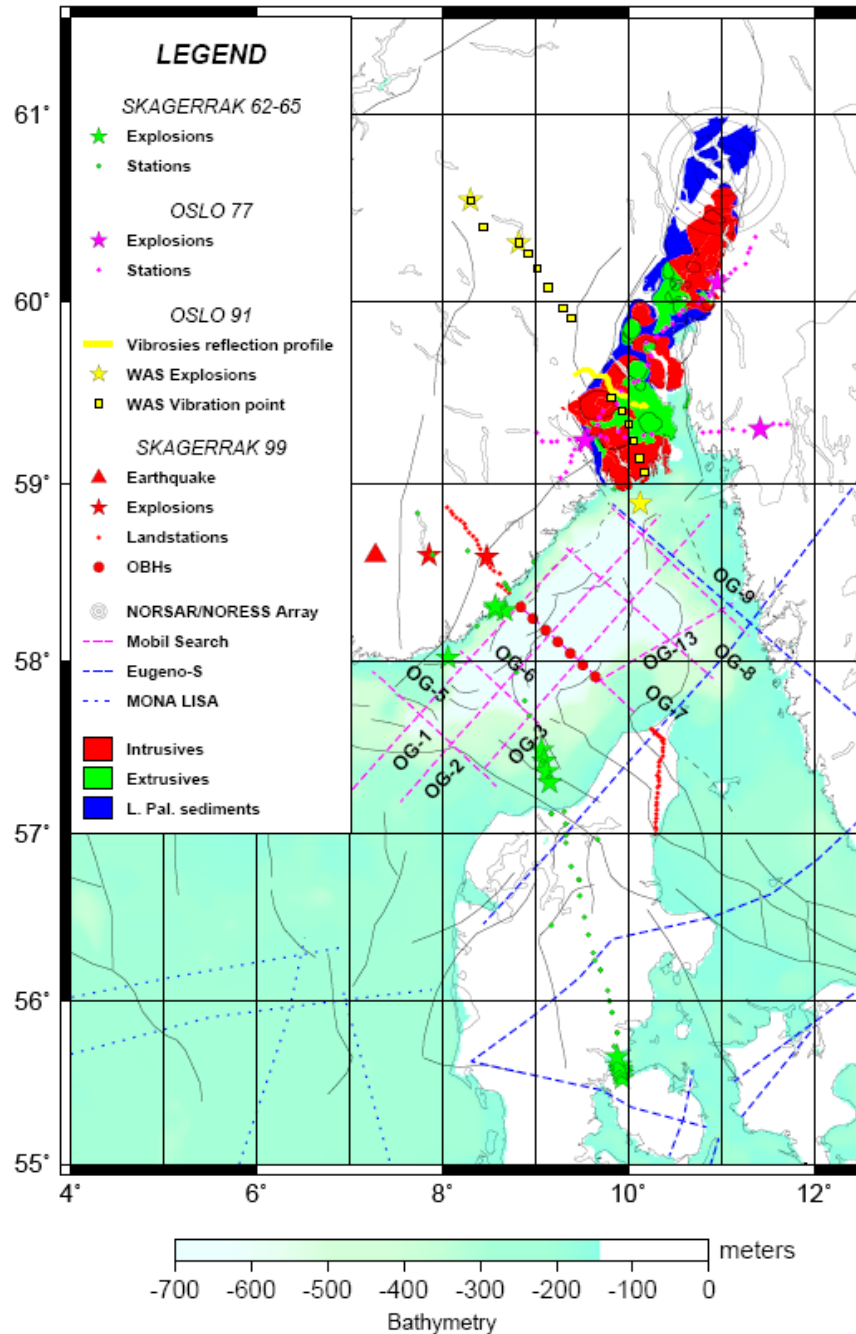 LEGEND
SKAGERRAK 62-65
Explosions
Stations
OSLO 77
Explosions
Stations
OSLO 91
Vibrosies reflection profile
WAS Explosions
WAS Vibration point
SKAGERRAK 99
Earthquake
Explosions
Landstations
OBHs
NORSAR/NORESS Array
Mobil Search
Eugeno-S
MONA LISA
Intrusives
Extrusives
L. Pal. sediments
61°
60°
59°
58°
57°
56°
55°
OG-9
OG-8
OG-13
OG-7
OG-6
OG-5
OG-3
OG-1
OG-2
4° 6° 8° 10° 12°
meters
-700 -600 -500 -400 -300 -200 -100 0
Bathymetry